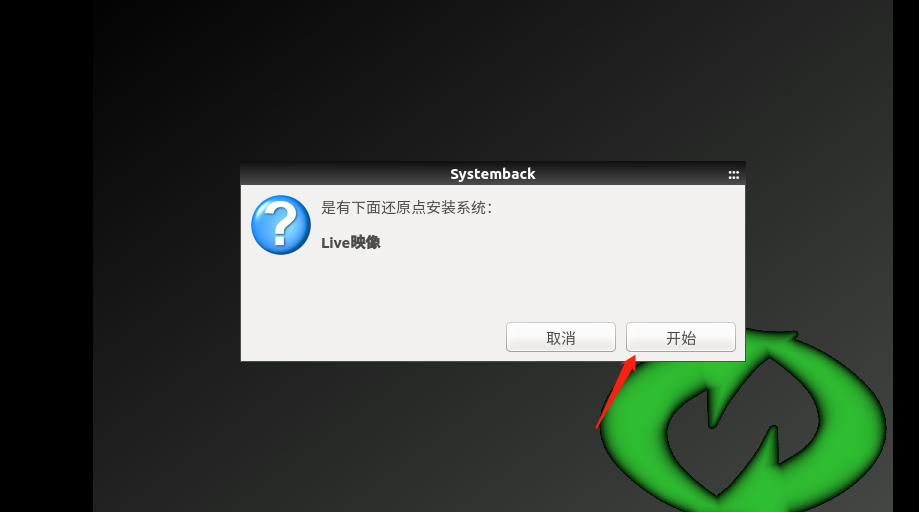 Systemback
是有下面还原点安装系统：
Live映像
取消
开始